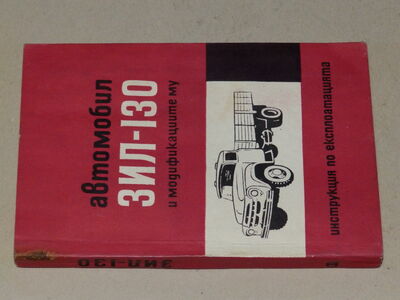 автомобил
ЗИЛ-130
и модификациите му
инструкция по експлоатацията
ЗИЛ-130